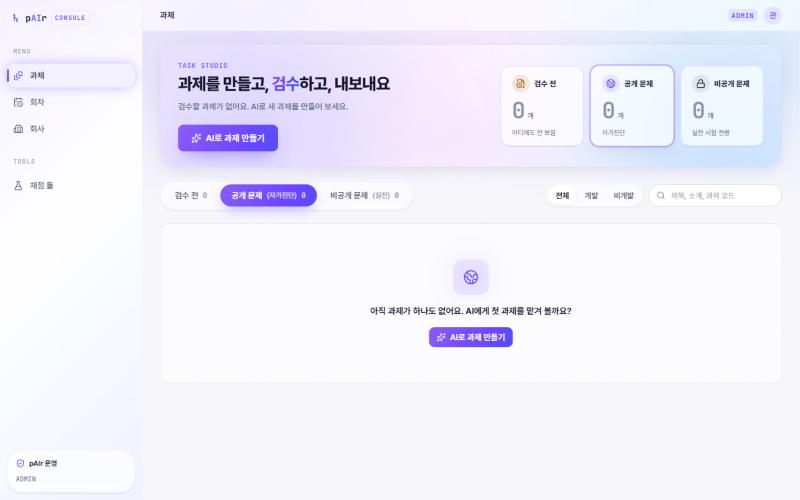 pAIr CONSOLE
과제
ADMIN 관
MENU
과제
회차
회사
TOOLS
채점 툴
TASK STUDIO
과제를 만들고, 검수하고, 내보내요
검수할 과제가 없어요. AI로 새 과제를 만들어 보세요.
AI로 과제 만들기
검수 전
0 개
어디에도 안 보임
공개 문제
0 개
자가진단
비공개 문제
0 개
실전 시험 전용
검수 전 0 공개 문제 (자가진단) 0 비공개 문제 (실전) 0
전체 개발 비개발 제목, 소개, 과제 코드
아직 과제가 하나도 없어요. AI에게 첫 과제를 맡겨 볼까요?
AI로 과제 만들기
pAIr 운영
ADMIN